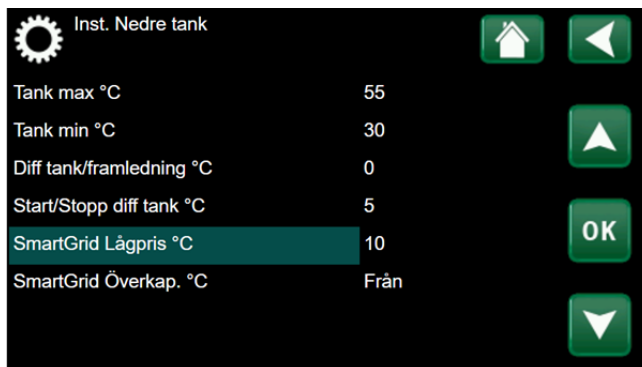 Inst. Nedre tank
Tank max °C 55
Tank min °C 30
Diff tank/framledning °C 0
Start/Stopp diff tank °C 5
OK
SmartGrid Lågpris °C 10
SmartGrid Överkap. °C Från